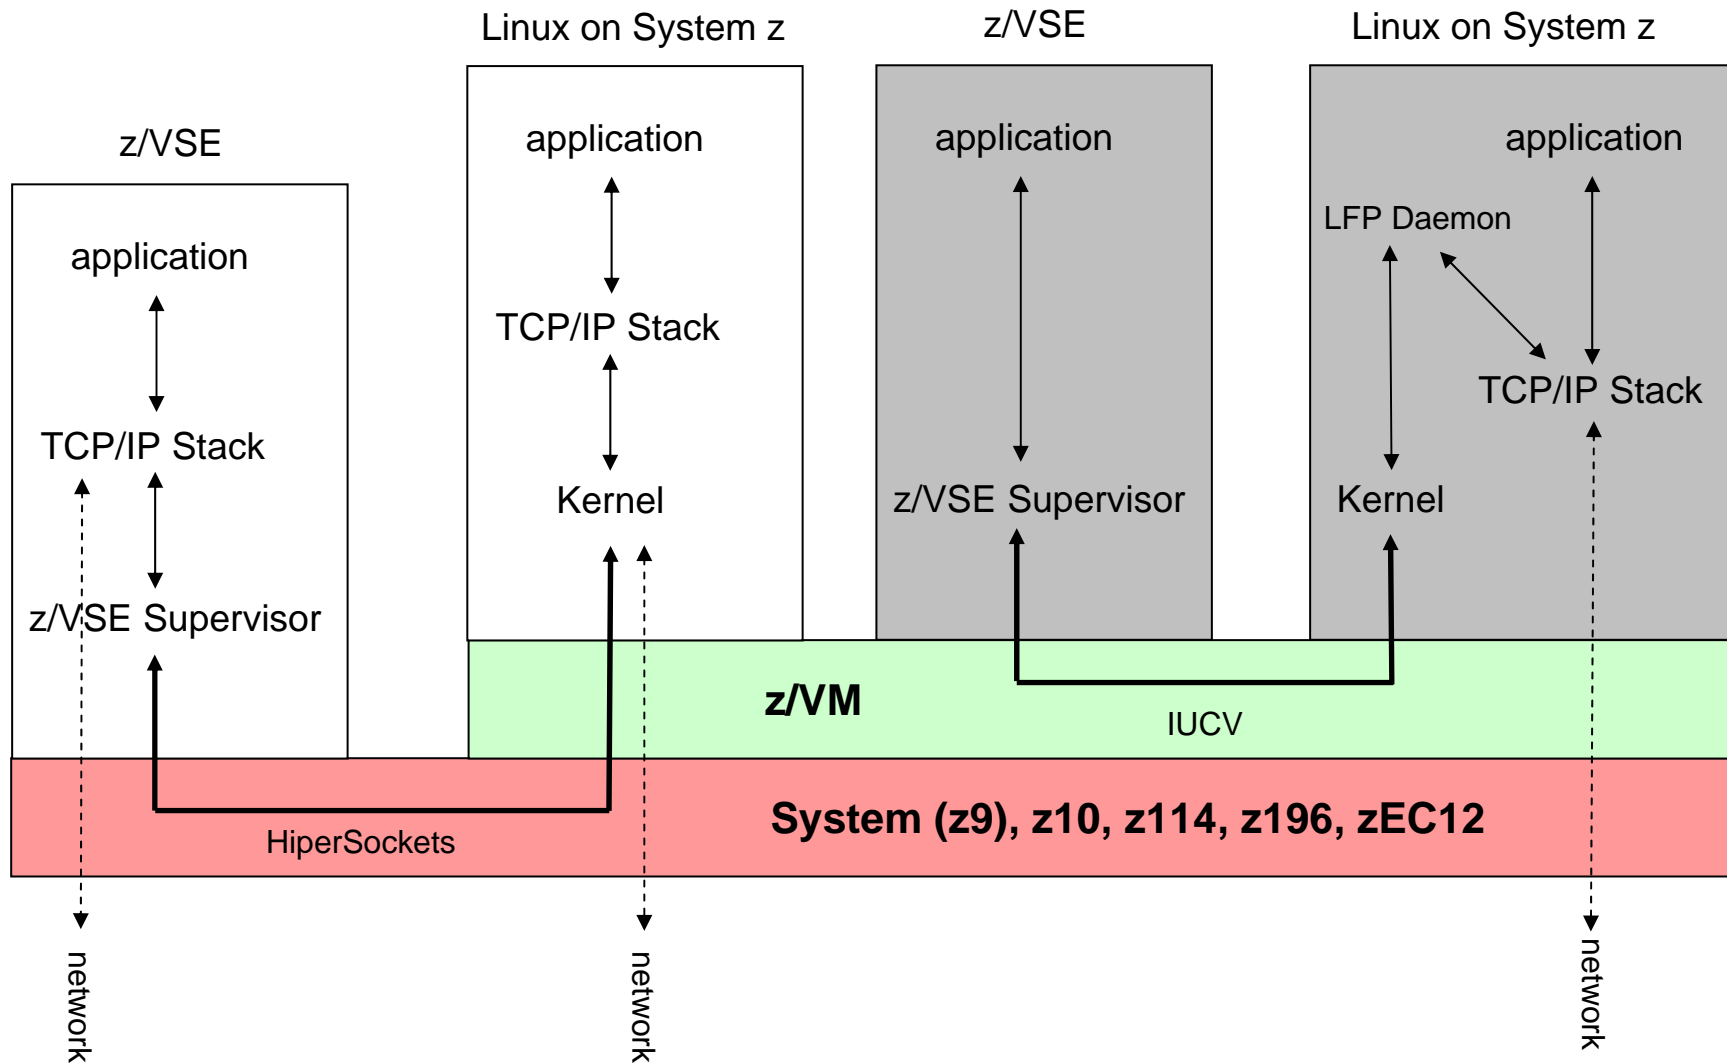 z/VSE
application
TCP/IP Stack
z/VSE Supervisor
Linux on System z
application
TCP/IP Stack
Kernel
z/VSE
application
z/VSE Supervisor
Linux on System z
application
LFP Daemon
TCP/IP Stack
Kernel
z/VM
IUCV
System (z9), z10, z114, z196, zEC12
HiperSockets
network
network
network